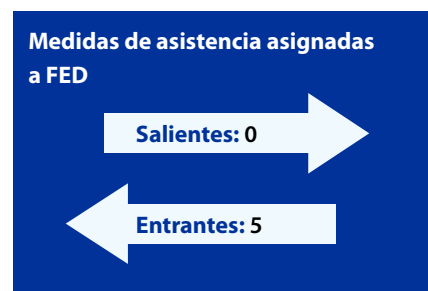 Medidas de asistencia asignadas
a FED
Salientes: 0
Entrantes: 5